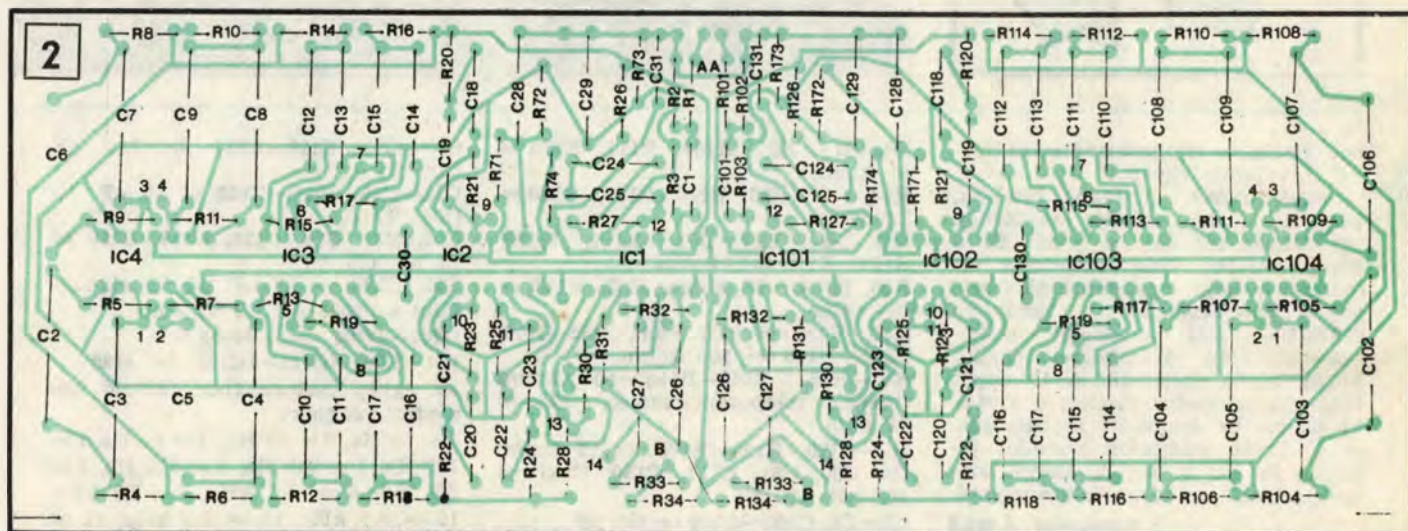 2
R8 R10 R14 R16 R20 R73 C31 AA C131 R173 R120 R114 R112 R110 R108
C7 C9 C8 C12 C13 C15 C14 C18 C28 R72 C29 R26 R2 R1 R101 R102 R126 R172 C129 C128 C118 C112 C113 C111 C110 C108 C109 C107
C6 7 C19 R71 R74 C24 R3 C1 C101 R103 C124 R174 R171 R121 C119 7 C106
3 4 R17 R21 C25 C125 R115 4 3
R9 R11 6 R15 9 R27 12 12 R127 9 6 R113 R111 R109
IC4 IC3 C30 IC2 IC1 IC101 IC102 C130 IC103 IC104
R5 R7 R13 R32 R132 R117 R107 R105
C2 1 2 5 R19 10 R23 R25 11 R31 R131 R125 10 11 R123 R119 5 2 1 C102
C3 C5 C4 C10 C11 8 C17 C16 C21 C23 R30 C27 C26 C126 C127 R130 C123 C121 8 C116 C117 C115 C114 C104 C105 C103
R22 C20 C22 R24 13 R28 14 B 14 13 R128 R124 C122 C120 R122
R4 R6 R12 R18 R33 R133 R118 R116 R106 R104
R34 R134 B